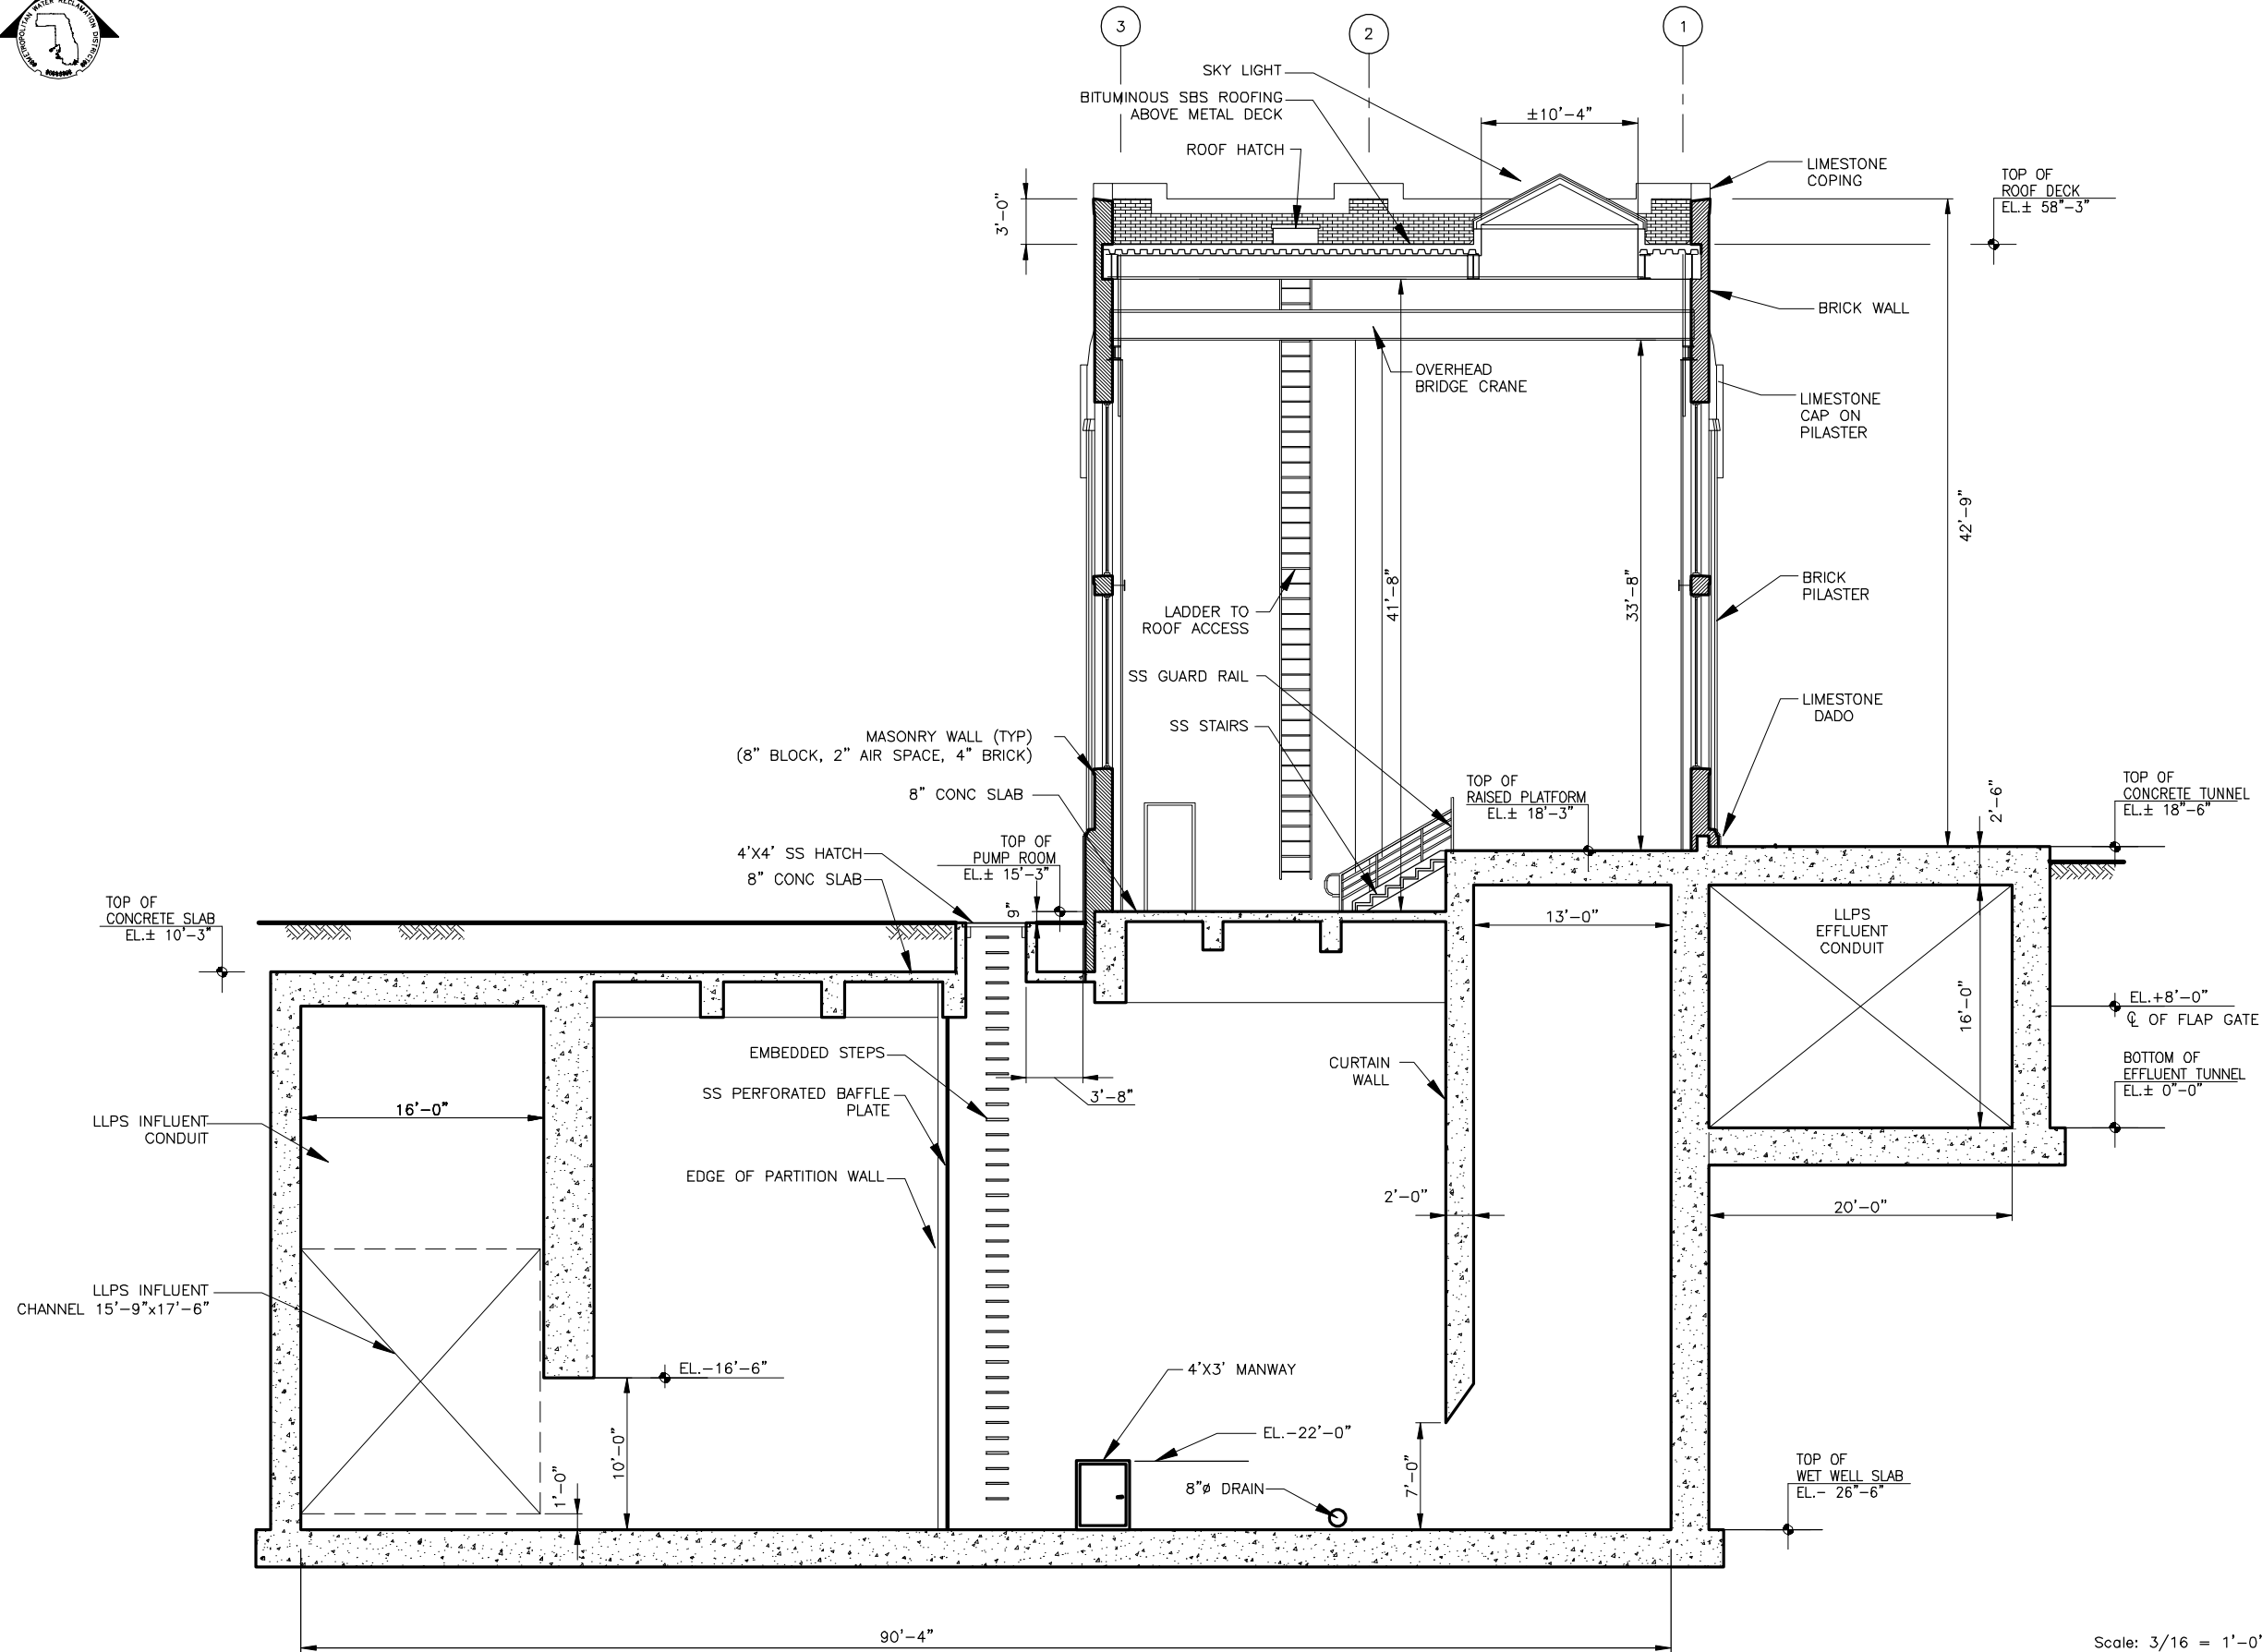 METROPOLITAN WATER RECLAMATION DISTRICT
3
2
1
SKY LIGHT
BITUMINOUS SBS ROOFING
ABOVE METAL DECK
ROOF HATCH
±10'-4"
LIMESTONE
COPING
TOP OF
ROOF DECK
EL.± 58"-3"
3'-0"
BRICK WALL
OVERHEAD
BRIDGE CRANE
LIMESTONE
CAP ON
PILASTER
42'-9"
41'-8"
33'-8"
BRICK
PILASTER
LADDER TO
ROOF ACCESS
SS GUARD RAIL
SS STAIRS
LIMESTONE
DADO
MASONRY WALL (TYP)
(8" BLOCK, 2" AIR SPACE, 4" BRICK)
8" CONC SLAB
TOP OF
RAISED PLATFORM
EL.± 18'-3"
2'-6"
TOP OF
CONCRETE TUNNEL
EL.± 18"-6"
4'X4' SS HATCH
8" CONC SLAB
TOP OF
PUMP ROOM
EL.± 15'-3"
9"
TOP OF
CONCRETE SLAB
EL.± 10'-3"
13'-0"
LLPS
EFFLUENT
CONDUIT
16'-0"
EL.+8'-0"
℄ OF FLAP GATE
EMBEDDED STEPS
SS PERFORATED BAFFLE
PLATE
3'-8"
CURTAIN
WALL
BOTTOM OF
EFFLUENT TUNNEL
EL.± 0"-0"
16'-0"
LLPS INFLUENT
CONDUIT
EDGE OF PARTITION WALL
2'-0"
20'-0"
LLPS INFLUENT
CHANNEL 15'-9"x17'-6"
EL.-16'-6"
4'X3' MANWAY
EL.-22'-0"
10'-0"
1'-0"
8"ø DRAIN
7'-0"
TOP OF
WET WELL SLAB
EL.- 26"-6"
90'-4"
Scale: 3/16 = 1'-0'